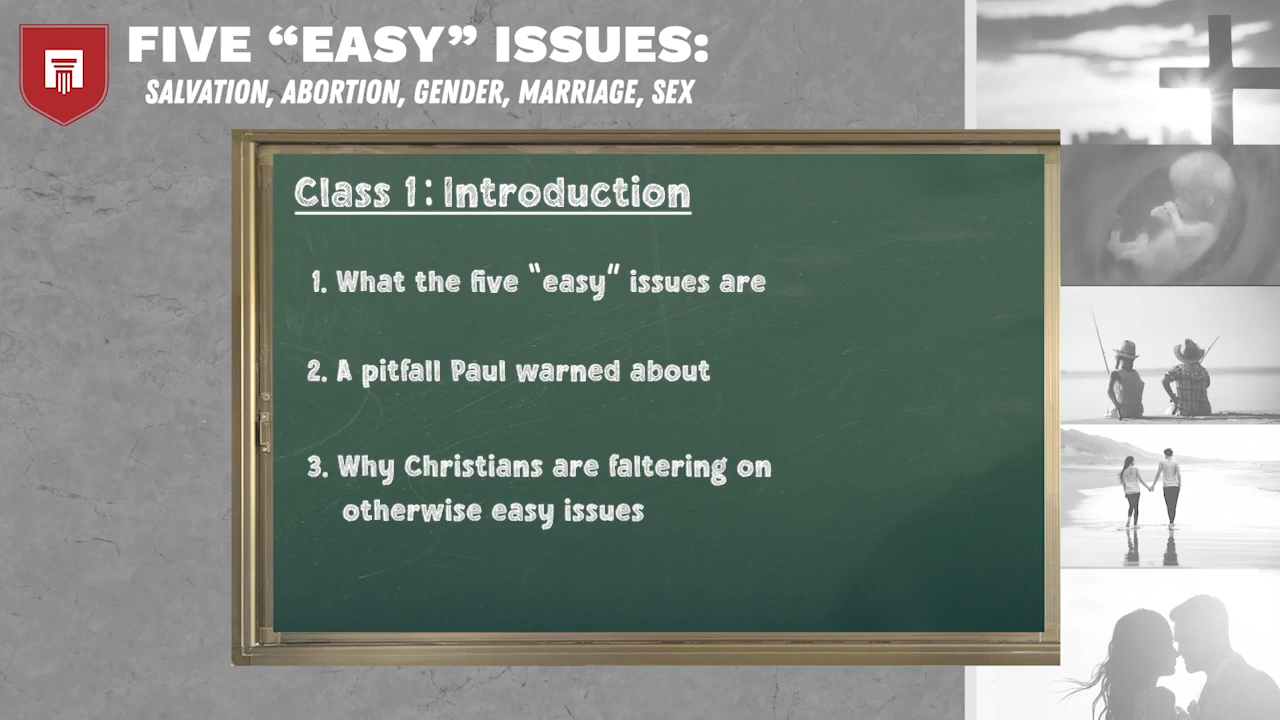 FIVE “EASY” ISSUES:
SALVATION, ABORTION, GENDER, MARRIAGE, SEX
Class 1: Introduction
1. What the five "easy" issues are
2. A pitfall Paul warned about
3. Why Christians are faltering on
otherwise easy issues